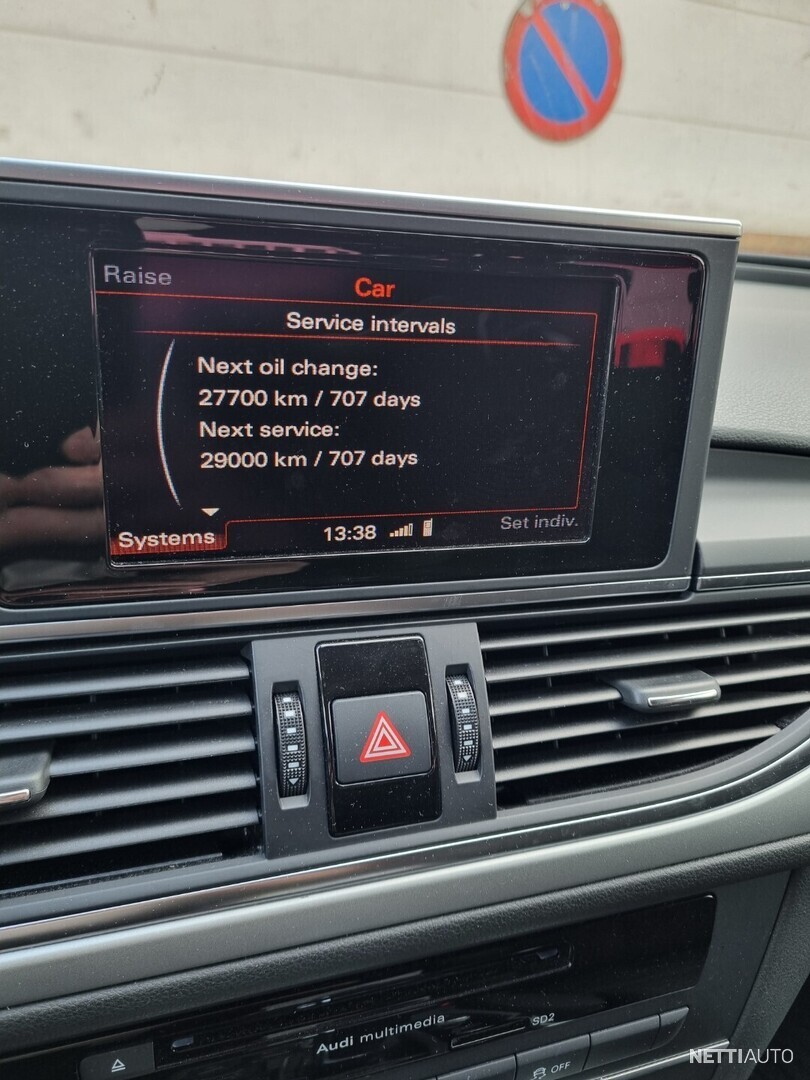 Raise
Car
Service intervals
Next oil change:
27700 km / 707 days
Next service:
29000 km / 707 days
Systems
13:38
Set indiv.
Audi multimedia
SD2
OFF
NETTIAUTO